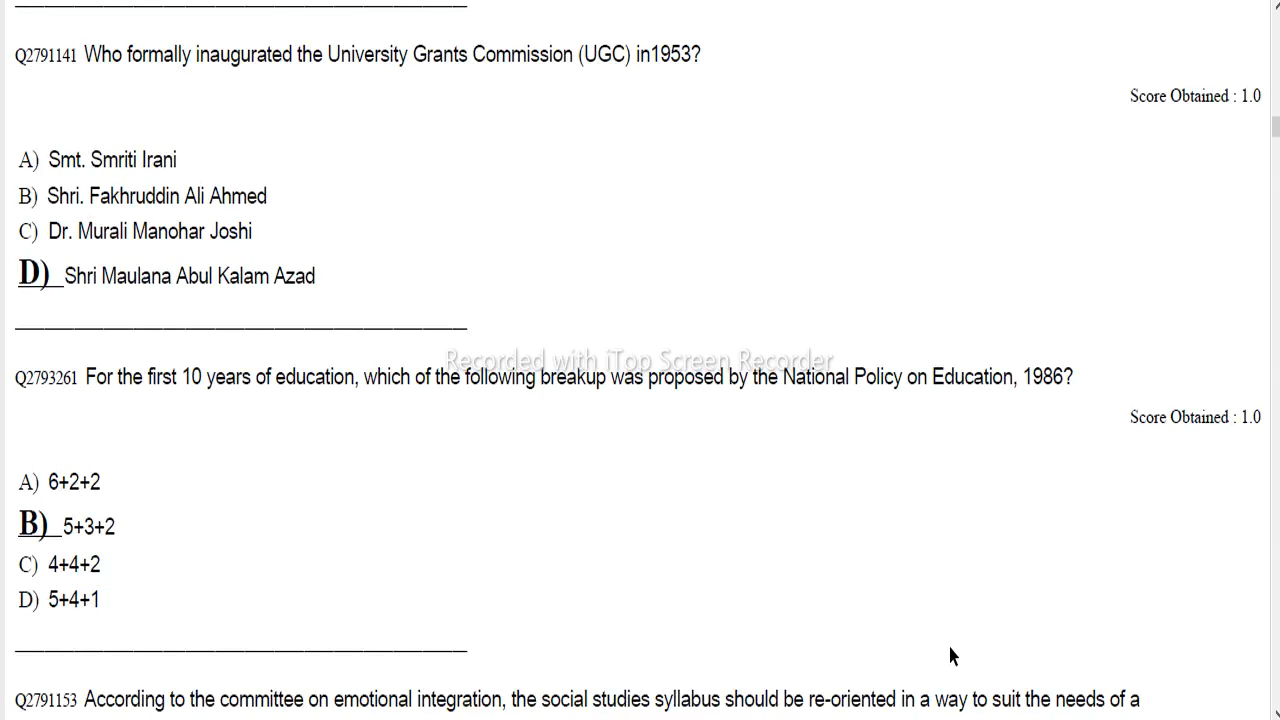 Q2791141 Who formally inaugurated the University Grants Commission (UGC) in1953?
Score Obtained : 1.0
A) Smt. Smriti Irani
B) Shri. Fakhruddin Ali Ahmed
C) Dr. Murali Manohar Joshi
D) Shri Maulana Abul Kalam Azad
Recorded with iTop Screen Recorder
Q2793261 For the first 10 years of education, which of the following breakup was proposed by the National Policy on Education, 1986?
Score Obtained : 1.0
A) 6+2+2
B) 5+3+2
C) 4+4+2
D) 5+4+1
Q2791153 According to the committee on emotional integration, the social studies syllabus should be re-oriented in a way to suit the needs of a